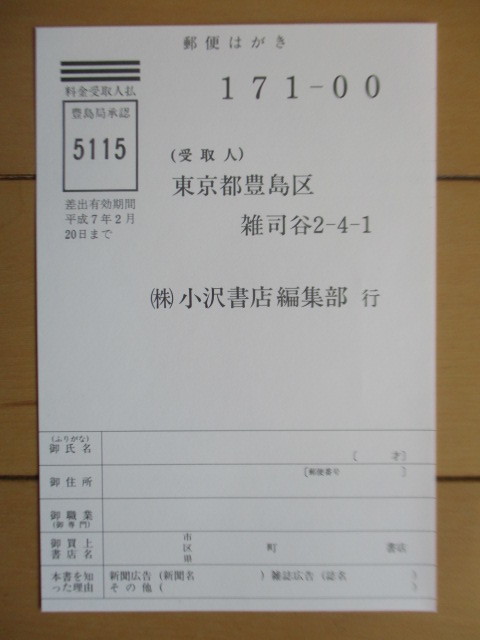 郵便はがき
料金受取人払
豊島局承認
5115
差出有効期間
平成7年2月
20日まで
171-00
(受取人)
東京都豊島区
雑司谷2-4-1
㈱小沢書店編集部 行
(ふりがな)
御氏名 [ 才]
御住所 [郵便番号 ]
御職業
(御専門)
御買上
書店名 市
区
郡 町 書店
本書を知
った理由 新聞広告(新聞名 )雑誌広告(誌名 )
その他( )